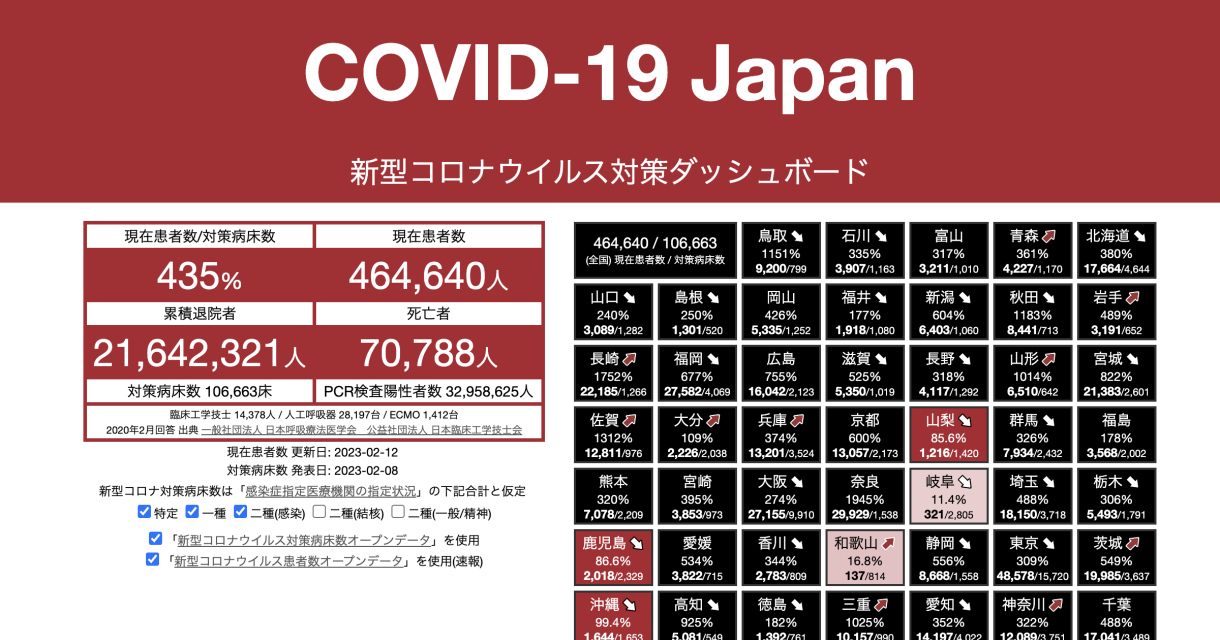 COVID-19 Japan
新型コロナウイルス対策ダッシュボード
現在患者数/対策病床数
現在患者数
435%
464,640人
累積退院者
死亡者
21,642,321人
70,788人
対策病床数 106,663床
PCR検査陽性者数 32,958,625人
臨床工学技士 14,378人 / 人工呼吸器 28,197台 / ECMO 1,412台
2020年2月回答 出典 一般社団法人 日本呼吸療法医学会　公益社団法人 日本臨床工学技士会
現在患者数 更新日: 2023-02-12
対策病床数 発表日: 2023-02-08
新型コロナ対策病床数は「感染症指定医療機関の指定状況」の下記合計と仮定
特定 一種 二種(感染) 二種(結核) 二種(一般/精神)
「新型コロナウイルス対策病床数オープンデータ」を使用
「新型コロナウイルス患者数オープンデータ」を使用(速報)
464,640 / 106,663
(全国) 現在患者数 / 対策病床数
鳥取
1151%
9,200/799
石川
335%
3,907/1,163
富山
317%
3,211/1,010
青森
361%
4,227/1,170
北海道
380%
17,664/4,644
山口
240%
3,089/1,282
島根
250%
1,301/520
岡山
426%
5,335/1,252
福井
177%
1,918/1,080
新潟
604%
6,403/1,060
秋田
1183%
8,441/713
岩手
489%
3,191/652
長崎
1752%
22,185/1,266
福岡
677%
27,582/4,069
広島
755%
16,042/2,123
滋賀
525%
5,350/1,019
長野
318%
4,117/1,292
山形
1014%
6,510/642
宮城
822%
21,383/2,601
佐賀
1312%
12,811/976
大分
109%
2,226/2,038
兵庫
374%
13,201/3,524
京都
600%
13,057/2,173
山梨
85.6%
1,216/1,420
群馬
326%
7,934/2,432
福島
178%
3,568/2,002
熊本
320%
7,078/2,209
宮崎
395%
3,853/973
大阪
274%
27,155/9,910
奈良
1945%
29,929/1,538
岐阜
11.4%
321/2,805
埼玉
488%
18,150/3,718
栃木
306%
5,493/1,791
鹿児島
86.6%
2,018/2,329
愛媛
534%
3,822/715
香川
344%
2,783/809
和歌山
16.8%
137/814
静岡
556%
8,668/1,558
東京
309%
48,578/15,720
茨城
549%
19,985/3,637
沖縄
99.4%
1,644/1,653
高知
925%
5,081/549
徳島
182%
1,392/761
三重
1025%
10,157/990
愛知
352%
14,197/4,022
神奈川
322%
12,089/3,751
千葉
488%
17,041/3,489